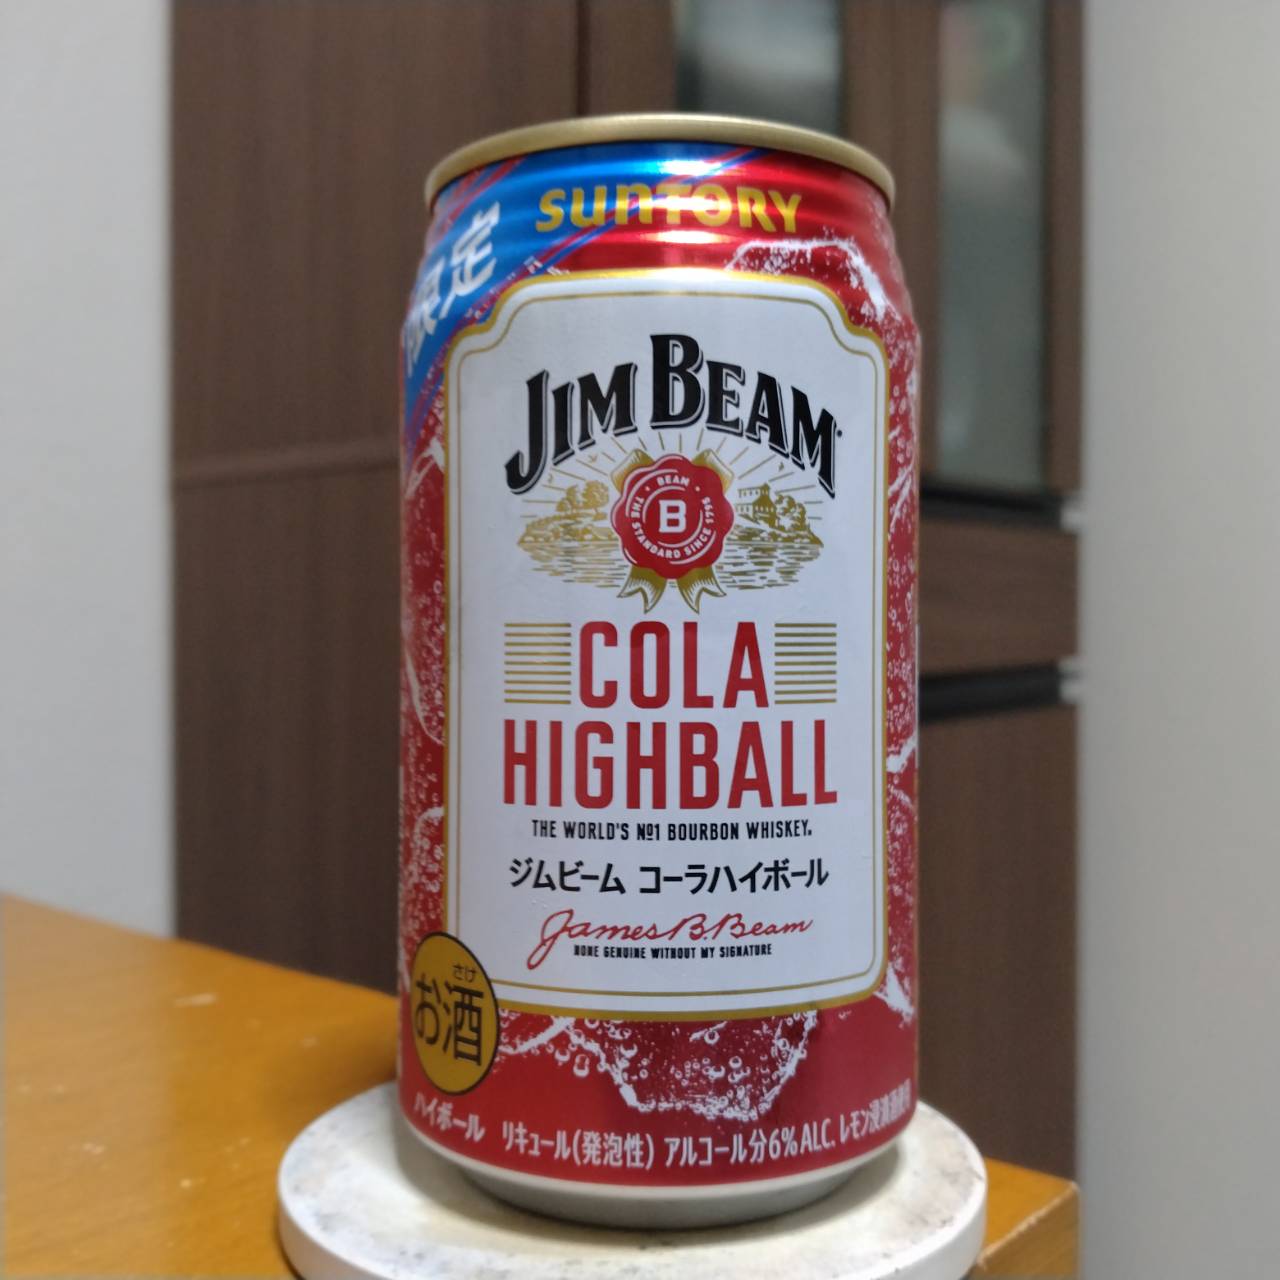 SUNTORY
限定
JIM BEAM
BEAM
THE STANDARD SINCE 1795
B
COLA
HIGHBALL
THE WORLD'S Nº1 BOURBON WHISKEY.
ジムビーム コーラハイボール
James B. Beam
NONE GENUINE WITHOUT MY SIGNATURE
さけ
お酒
ハイボール リキュール(発泡性) アルコール分6%ALC. レモン浸漬酒使用